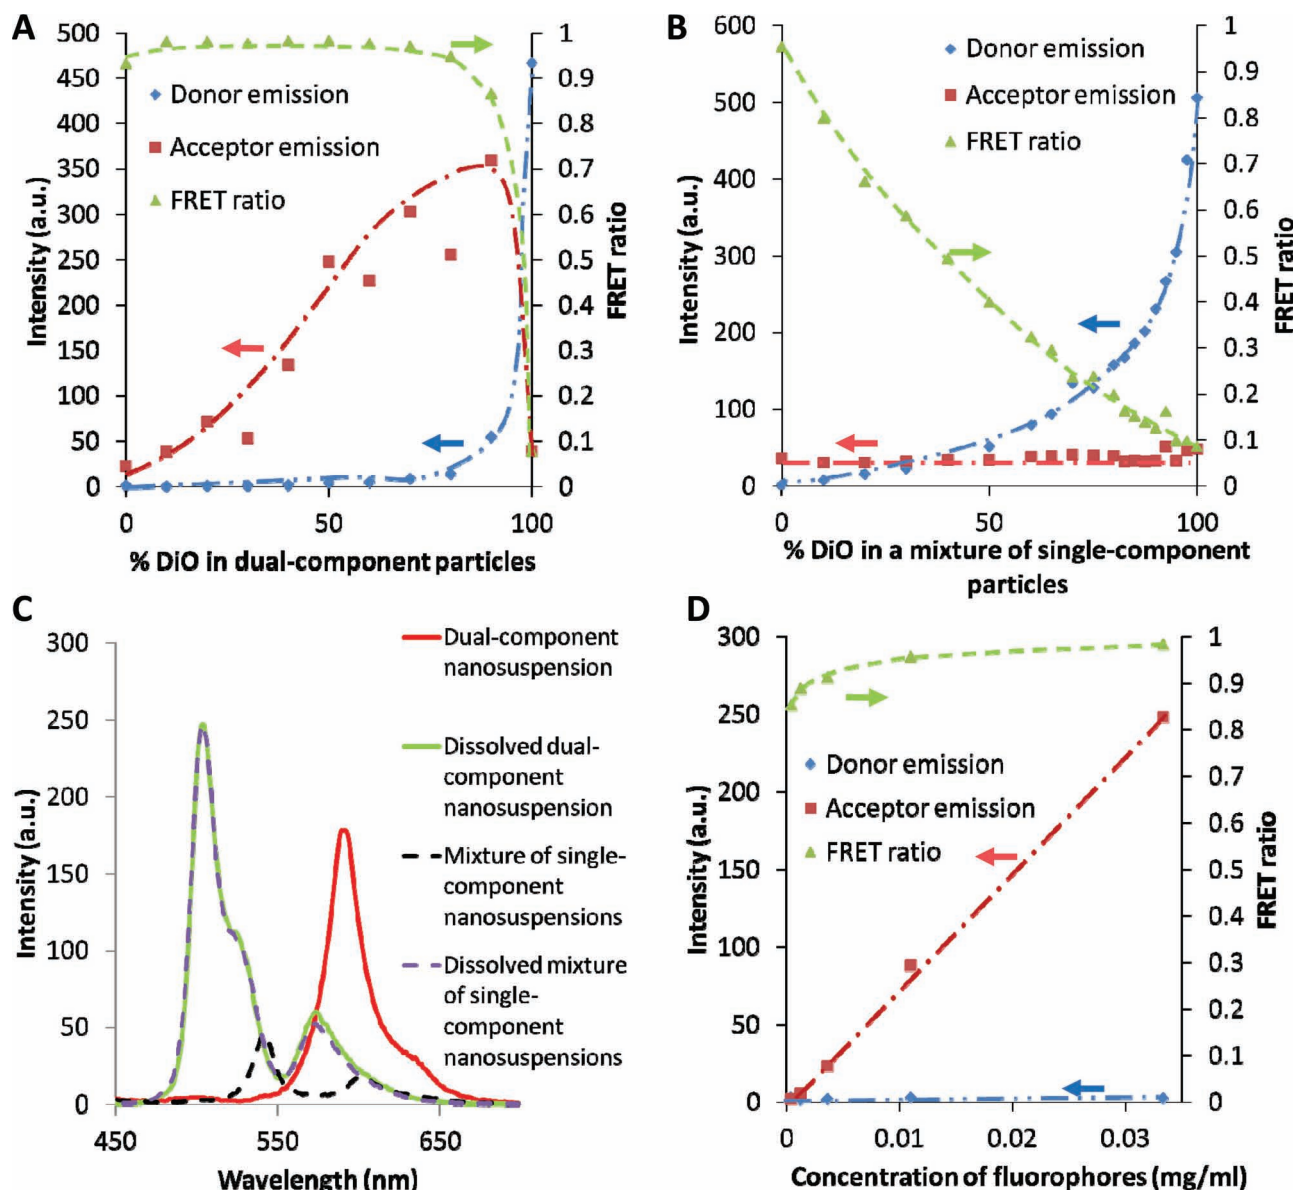 A
500
450
400
350
300
250
200
150
100
50
0
Intensity (a.u.)
Donor emission
Acceptor emission
FRET ratio
1
0.9
0.8
0.7
0.6
0.5
0.4
0.3
0.2
0.1
0
FRET ratio
0 50 100
% DiO in dual-component particles
B
600
500
400
300
200
100
0
Intensity (a.u.)
Donor emission
Acceptor emission
FRET ratio
1
0.9
0.8
0.7
0.6
0.5
0.4
0.3
0.2
0.1
0
FRET ratio
0 50 100
% DiO in a mixture of single-component
particles
C
300
250
200
150
100
50
0
Intensity (a.u.)
Dual-component
nanosuspension
Dissolved dual-
component
nanosuspension
Mixture of single-
component
nanosuspensions
Dissolved mixture
of single-
component
nanosuspensions
450 550 650
Wavelength (nm)
D
300
250
200
150
100
50
0
Intensity (a.u.)
Donor emission
Acceptor emission
FRET ratio
1
0.9
0.8
0.7
0.6
0.5
0.4
0.3
0.2
0.1
0
FRET ratio
0 0.01 0.02 0.03
Concentration of fluorophores (mg/ml)